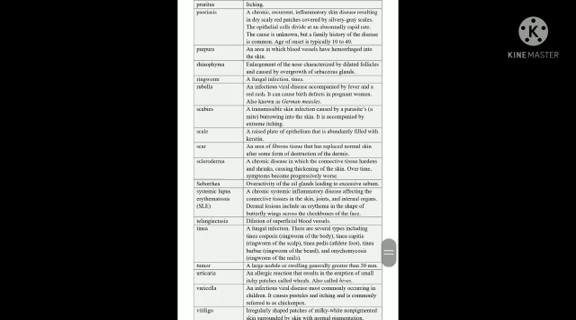 pruritus Itching.
psoriasis A chronic, recurrent, inflammatory skin disease resulting
in dry scaly red patches covered by silvery-gray scales.
The epithelial cells divide at an abnormally rapid rate.
The cause is unknown, but a family history of the disease
is common. Age of onset is typically 10 to 40.
purpura An area in which blood vessels have hemorrhaged into
the skin.
rhinophyma Enlargement of the nose characterized by dilated follicles
and caused by overgrowth of sebaceous glands.
ringworm A fungal infection, tinea.
rubella An infectious viral disease accompanied by fever and a
red rash. It can cause birth defects in pregnant women.
Also known as German measles.
scabies A transmissible skin infection caused by a parasite's (a
mite) burrowing into the skin. It is accompanied by
extreme itching.
scale A raised plate of epithelium that is abundantly filled with
keratin.
scar An area of fibrous tissue that has replaced normal skin
after some form of destruction of the dermis.
scleroderma A chronic disease in which the connective tissue hardens
and shrinks, causing thickening of the skin. Over time,
symptoms become progressively worse.
Seborrhea Overactivity of the oil glands leading to excessive sebum.
systemic lupus A chronic systemic inflammatory disease affecting the
erythematosus connective tissues in the skin, joints, and internal organs.
(SLE) Dermal lesions include an erythema in the shape of
butterfly wings across the cheekbones of the face.
telangiectasia Dilation of superficial blood vessels.
tinea A fungal infection. There are several types including
tinea corporis (ringworm of the body), tinea capitis
(ringworm of the scalp), tinea pedis (athlete foot), tinea
barbae (ringworm of the beard), and onychomycosis
(ringworm of the nails).
tumor A large nodule or swelling generally greater than 20 mm.
urticaria An allergic reaction that results in the eruption of small
itchy patches called wheals. Also called hives.
varicella An infectious viral disease most commonly occurring in
children. It causes pustules and itching and is commonly
referred to as chickenpox.
vitiligo Irregularly shaped patches of milky-white nonpigmented
skin surrounded by skin with normal pigmentation.
K
KINEMASTER